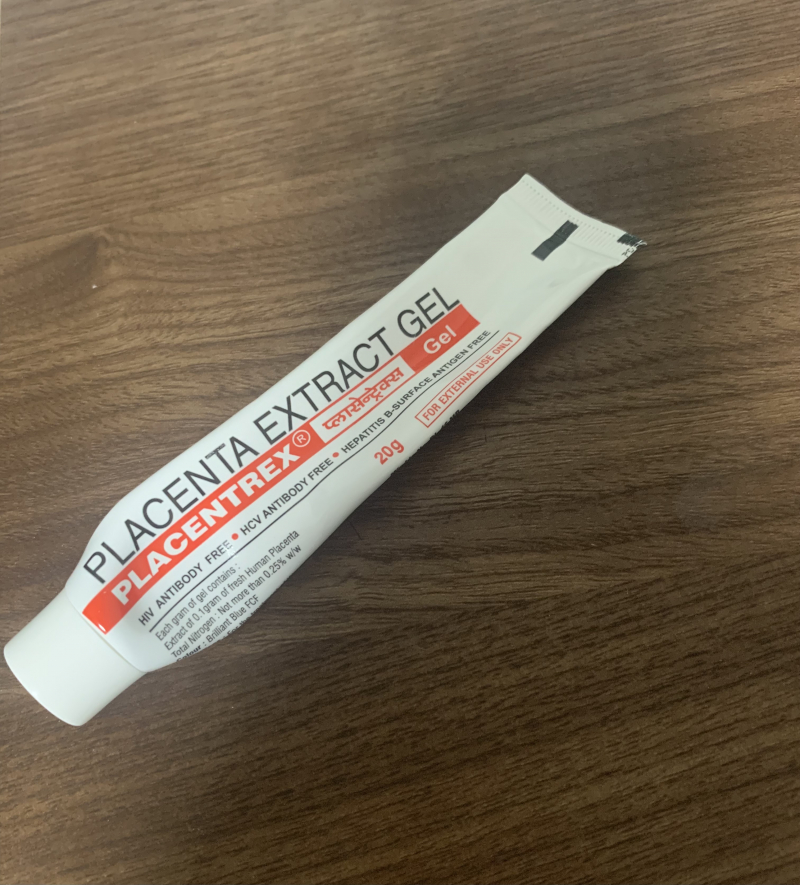 PLACENTA EXTRACT GEL
PLACENTREX® प्लासेन्ट्रेक्स Gel
HIV ANTIBODY FREE • HCV ANTIBODY FREE • HEPATITIS B-SURFACE ANTIGEN FREE
20g
FOR EXTERNAL USE ONLY
Each gram of gel contains :
Extract of 0.1gram of fresh Human Placenta
Total Nitrogen : Not more than 0.25% w/w
Colour : Brilliant Blue FCF